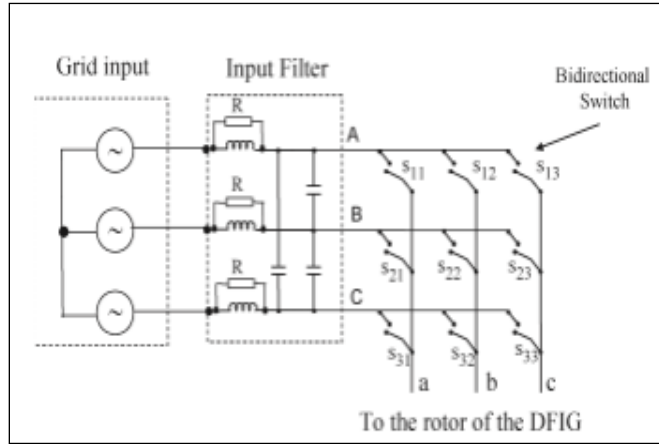 Grid input
Input Filter
Bidirectional
Switch
R
A
S11
S12
S13
R
B
S21
S22
S23
R
C
S31
S32
S33
a
b
c
To the rotor of the DFIG